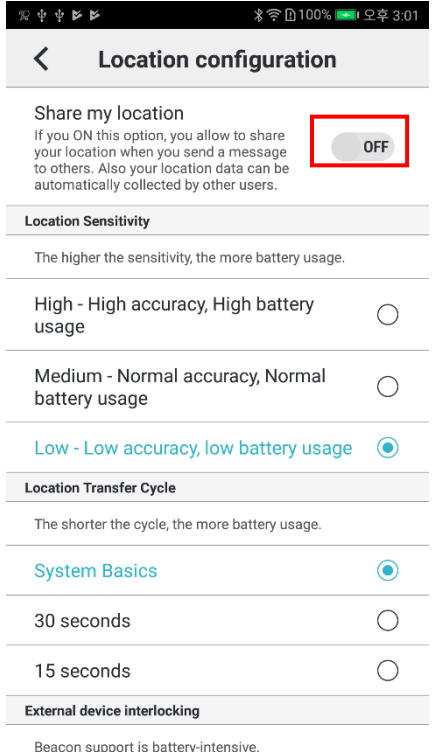 100% 오후 3:01
Location configuration
Share my location
If you ON this option, you allow to share
your location when you send a message
to others. Also your location data can be
automatically collected by other users.
OFF
Location Sensitivity
The higher the sensitivity, the more battery usage.
High - High accuracy, High battery
usage
Medium - Normal accuracy, Normal
battery usage
Low - Low accuracy, low battery usage
Location Transfer Cycle
The shorter the cycle, the more battery usage.
System Basics
30 seconds
15 seconds
External device interlocking
Beacon support is battery-intensive.